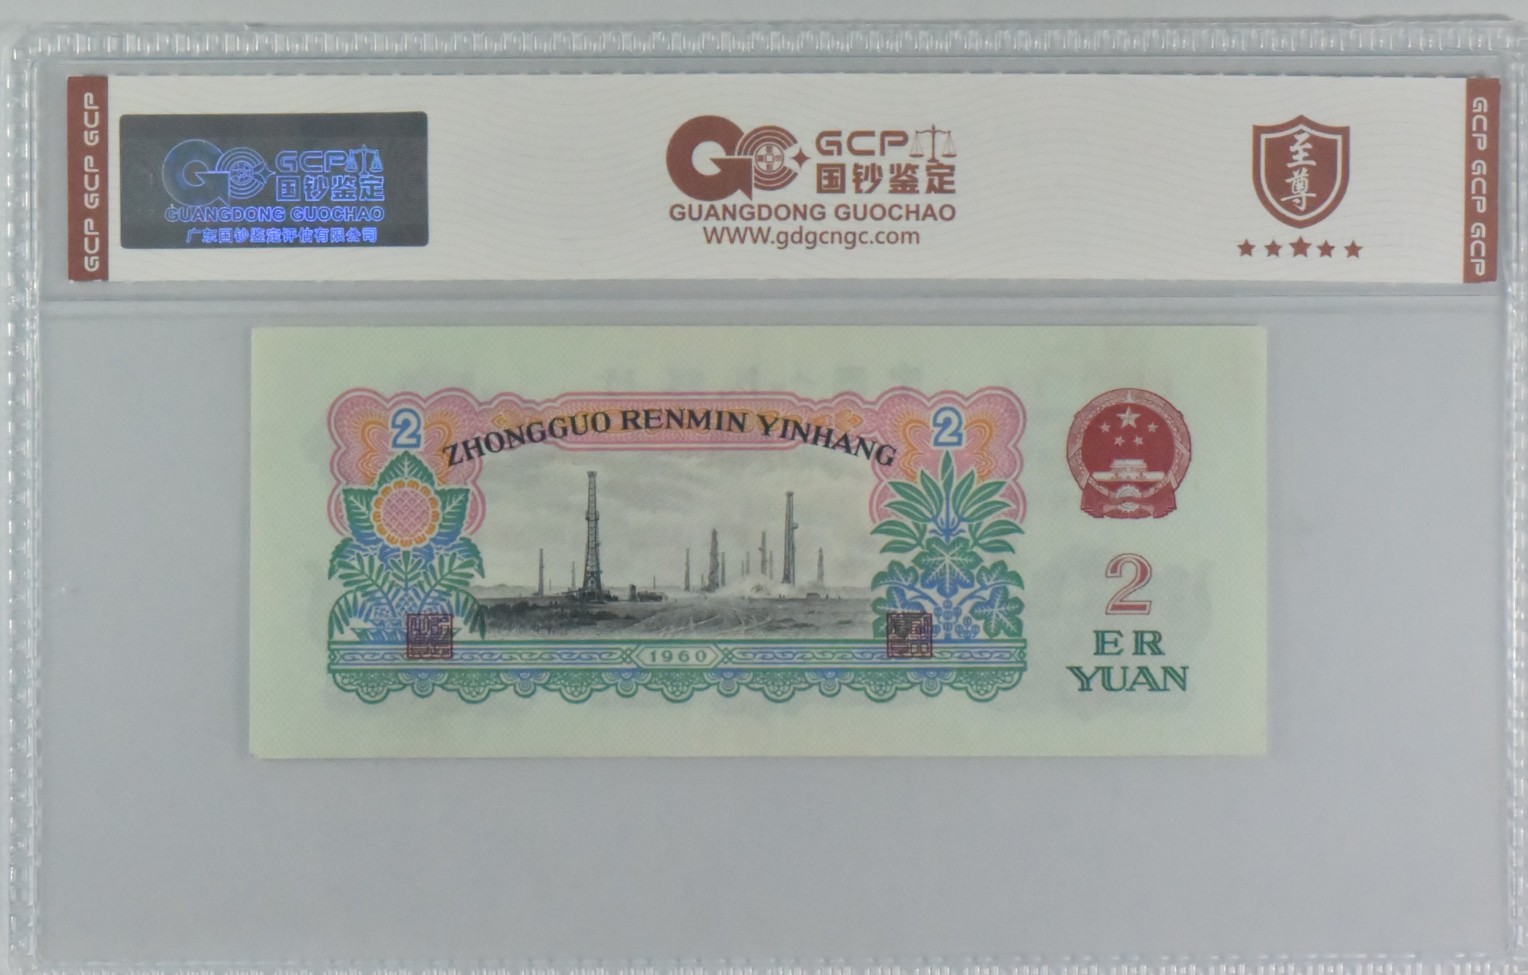 GCP GCP GCP
GCP
国钞鉴定
GUANGDONG GUOCHAO
广东国钞鉴定评估有限公司
GCP
国钞鉴定
GUANGDONG GUOCHAO
WWW.gdgcngc.com
至尊
GCP GCP GCP
2
ZHONGGUO RENMIN YINHANG
2
1960
2
ER
YUAN